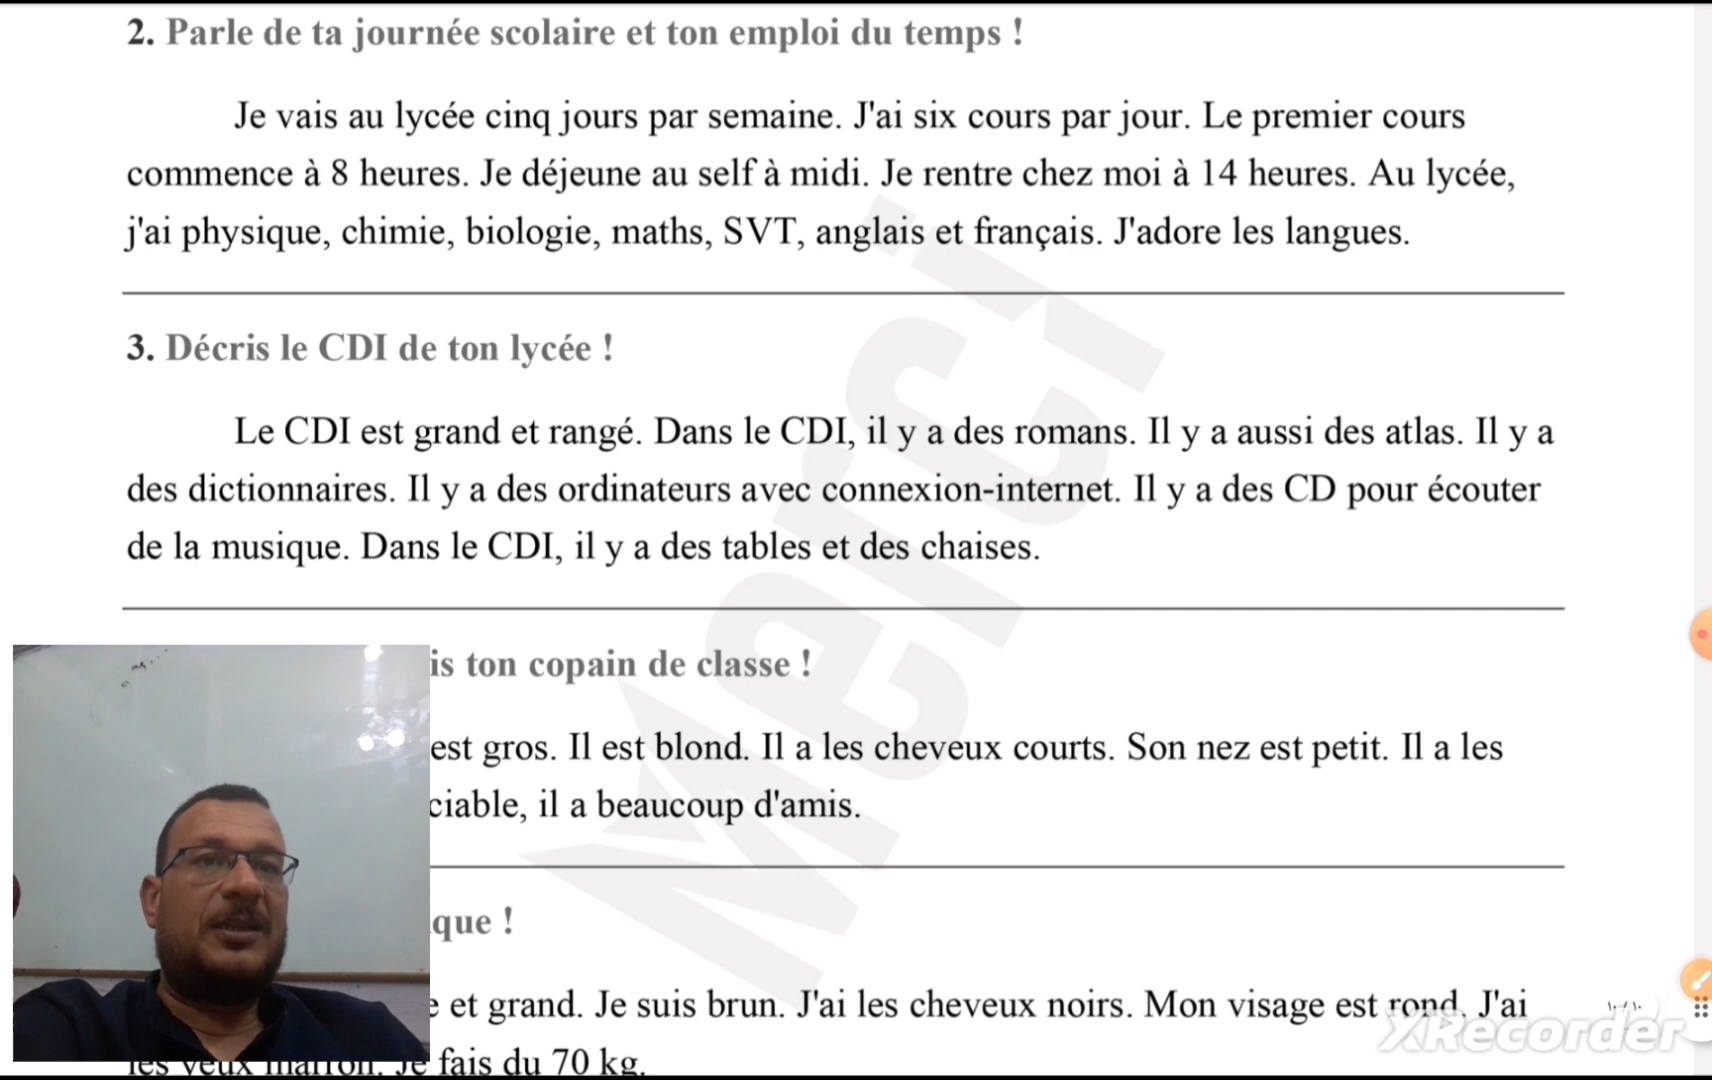 2. Parle de ta journée scolaire et ton emploi du temps !
Je vais au lycée cinq jours par semaine. J'ai six cours par jour. Le premier cours
commence à 8 heures. Je déjeune au self à midi. Je rentre chez moi à 14 heures. Au lycée,
j'ai physique, chimie, biologie, maths, SVT, anglais et français. J'adore les langues.
3. Décris le CDI de ton lycée !
Le CDI est grand et rangé. Dans le CDI, il y a des romans. Il y a aussi des atlas. Il y a
des dictionnaires. Il y a des ordinateurs avec connexion-internet. Il y a des CD pour écouter
de la musique. Dans le CDI, il y a des tables et des chaises.
is ton copain de classe !
est gros. Il est blond. Il a les cheveux courts. Son nez est petit. Il a les
ciable, il a beaucoup d'amis.
que !
et grand. Je suis brun. J'ai les cheveux noirs. Mon visage est rond. J'ai
les yeux marron. Je fais du 70 kg.
Merci
XRecorder